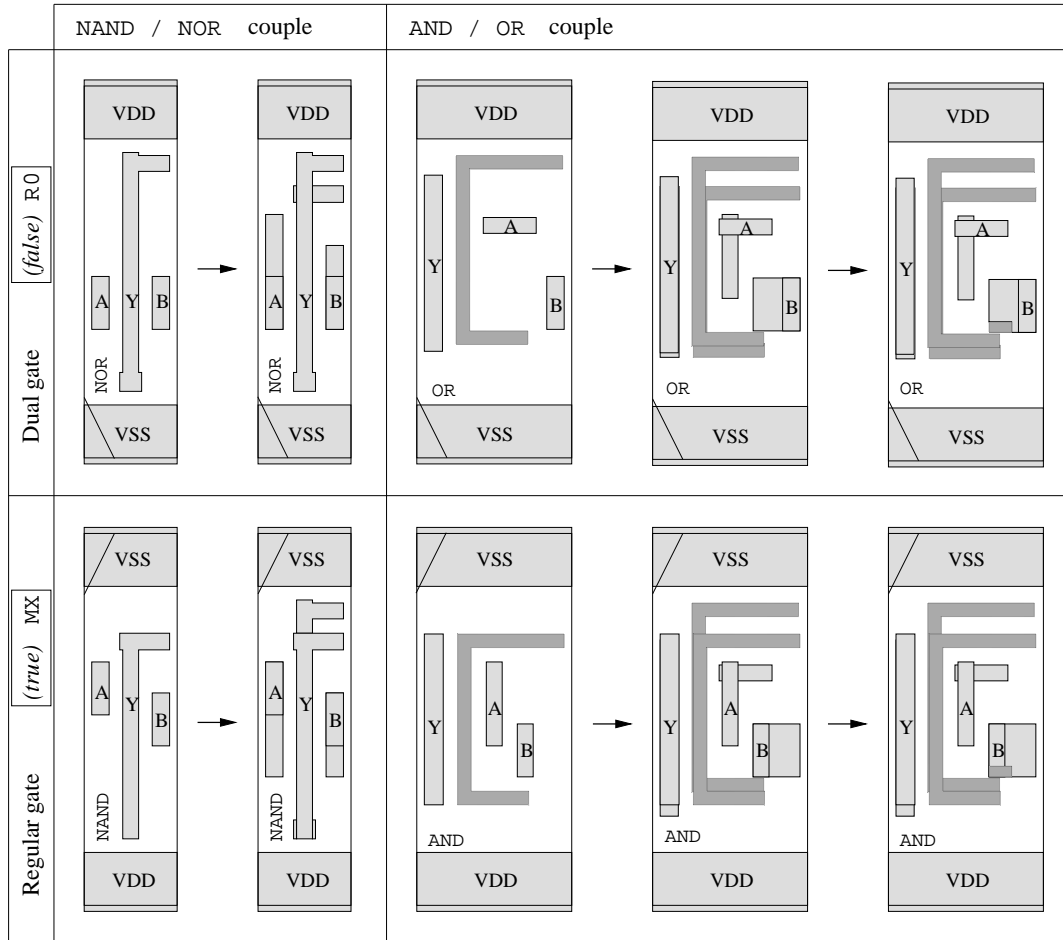 NAND / NOR couple
AND / OR couple
Dual gate (false) R0
VDD
A
Y
B
NOR
VSS
VDD
A
Y
B
NOR
VSS
VDD
Y
A
B
OR
VSS
VDD
Y
A
B
OR
VSS
VDD
Y
A
B
OR
VSS
Regular gate (true) MX
VSS
A
Y
B
NAND
VDD
VSS
A
Y
B
NAND
VDD
VSS
Y
A
B
AND
VDD
VSS
Y
A
B
AND
VDD
VSS
Y
A
B
AND
VDD